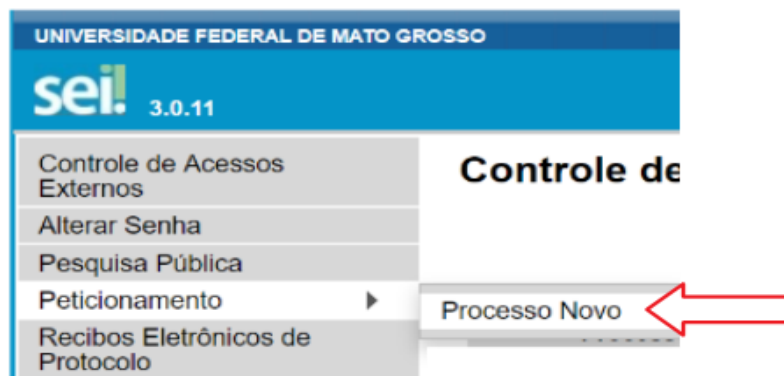 UNIVERSIDADE FEDERAL DE MATO GROSSO
sei! 3.0.11
Controle de Acessos
Externos
Controle de
Alterar Senha
Pesquisa Pública
Peticionamento
Processo Novo
Recibos Eletrônicos de
Protocolo